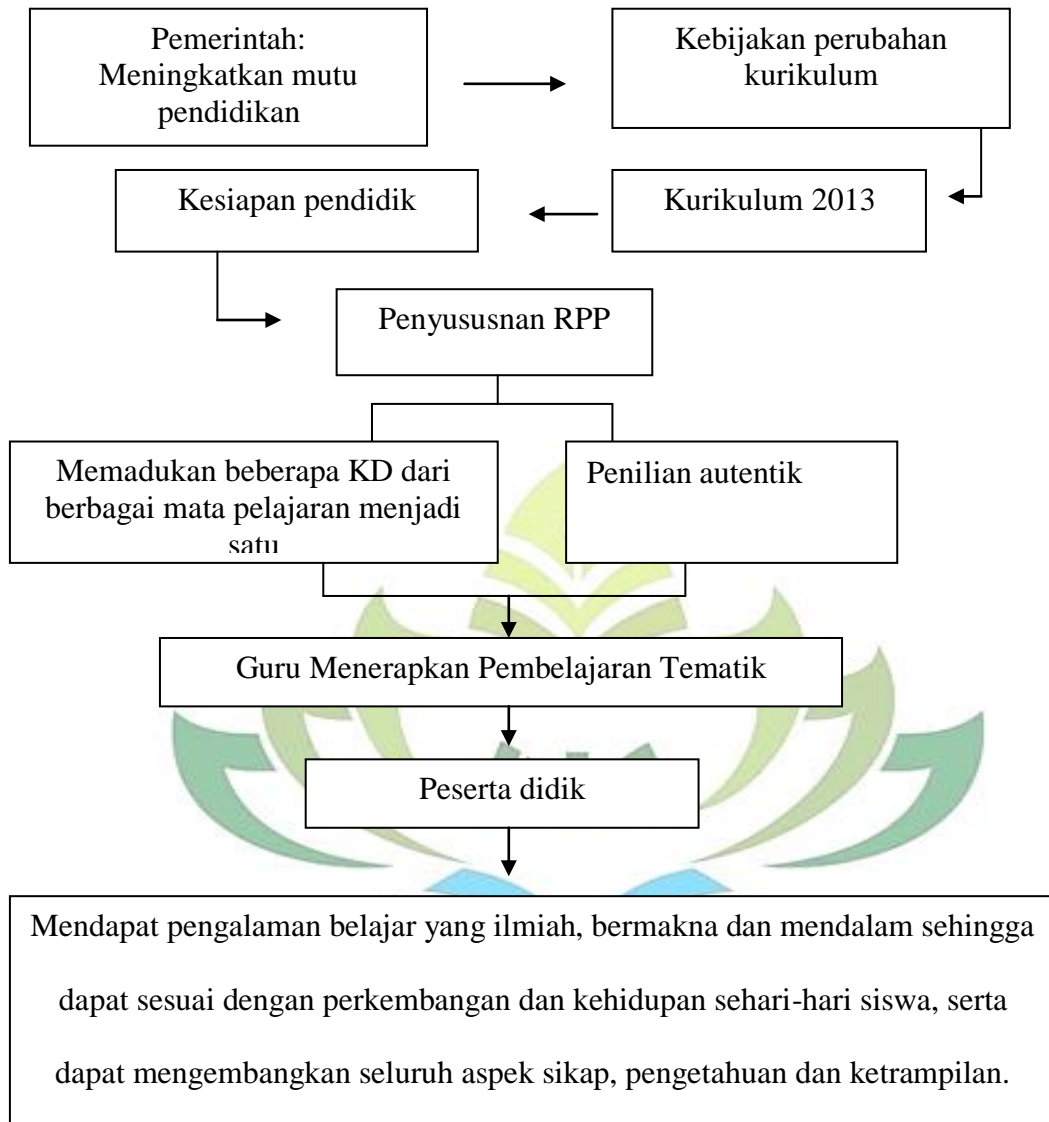 Pemerintah:
Meningkatkan mutu
pendidikan
Kebijakan perubahan
kurikulum
Kesiapan pendidik
Kurikulum 2013
Penyususnan RPP
Memadukan beberapa KD dari
berbagai mata pelajaran menjadi
satu
Penilian autentik
Guru Menerapkan Pembelajaran Tematik
Peserta didik
Mendapat pengalaman belajar yang ilmiah, bermakna dan mendalam sehingga
dapat sesuai dengan perkembangan dan kehidupan sehari-hari siswa, serta
dapat mengembangkan seluruh aspek sikap, pengetahuan dan ketrampilan.